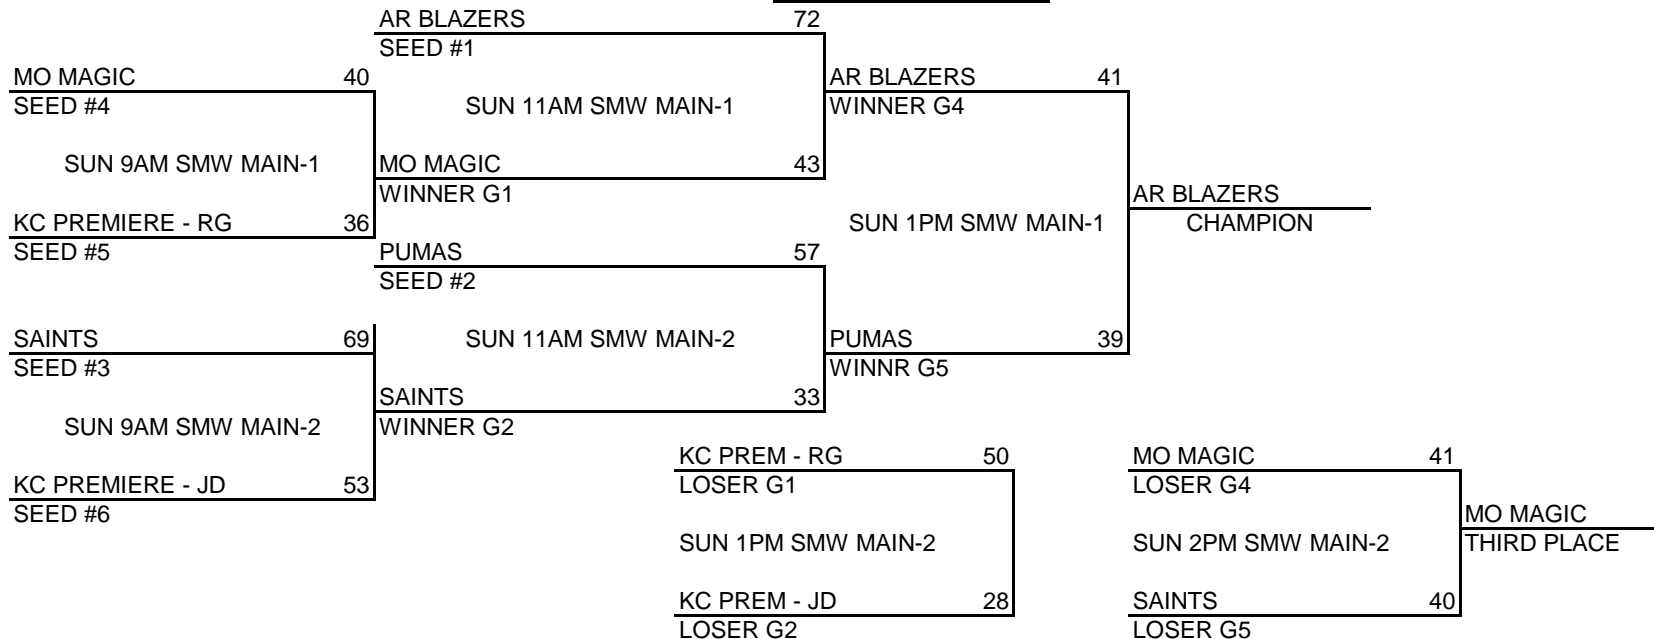 AR BLAZERS 72
SEED #1
MO MAGIC 40
SEED #4
SUN 11AM SMW MAIN-1
AR BLAZERS 41
WINNER G4
SUN 9AM SMW MAIN-1
MO MAGIC 43
WINNER G1
KC PREMIERE - RG 36
SEED #5
SUN 1PM SMW MAIN-1
AR BLAZERS
CHAMPION
PUMAS 57
SEED #2
SAINTS 69
SEED #3
SUN 11AM SMW MAIN-2
PUMAS 39
WINNR G5
SAINTS 33
WINNER G2
SUN 9AM SMW MAIN-2
KC PREMIERE - JD 53
SEED #6
KC PREM - RG 50
LOSER G1
SUN 1PM SMW MAIN-2
KC PREM - JD 28
LOSER G2
MO MAGIC 41
LOSER G4
SUN 2PM SMW MAIN-2
MO MAGIC
THIRD PLACE
SAINTS 40
LOSER G5